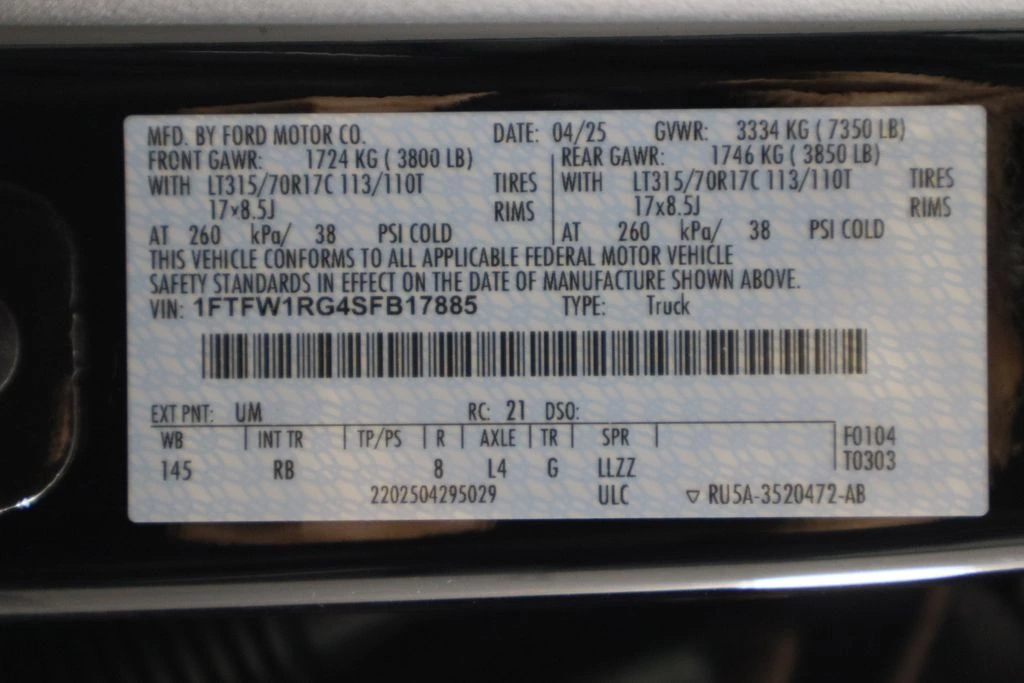 MFD. BY FORD MOTOR CO. DATE: 04/25 GVWR: 3334 KG ( 7350 LB)
FRONT GAWR: 1724 KG ( 3800 LB) REAR GAWR: 1746 KG ( 3850 LB)
WITH LT315/70R17C 113/110T TIRES WITH LT315/70R17C 113/110T TIRES
17x8.5J RIMS 17x8.5J RIMS
AT 260 kPa/ 38 PSI COLD AT 260 kPa/ 38 PSI COLD
THIS VEHICLE CONFORMS TO ALL APPLICABLE FEDERAL MOTOR VEHICLE
SAFETY STANDARDS IN EFFECT ON THE DATE OF MANUFACTURE SHOWN ABOVE.
VIN: 1FTFW1RG4SFB17885 TYPE: Truck
EXT PNT: UM RC: 21 DSO:
WB INT TR TP/PS R AXLE TR SPR F0104
145 RB 8 L4 G LLZZ T0303
2202504295029 ULC ▽ RU5A-3520472-AB